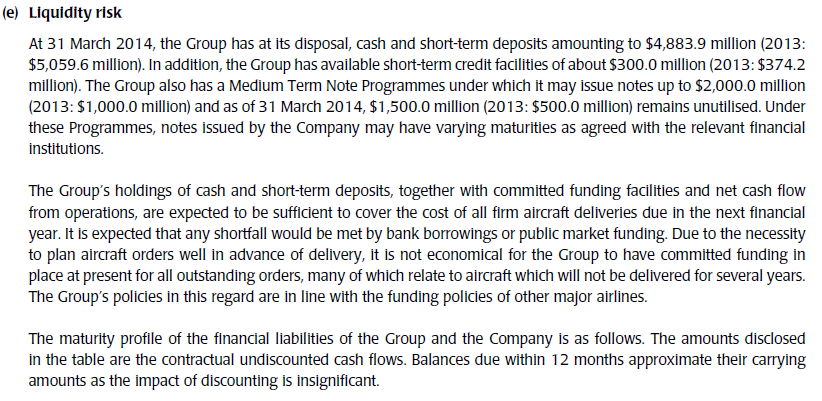 (e) Liquidity risk
At 31 March 2014, the Group has at its disposal, cash and short-term deposits amounting to $4,883.9 million (2013:
$5,059.6 million). In addition, the Group has available short-term credit facilities of about $300.0 million (2013: $374.2
million). The Group also has a Medium Term Note Programmes under which it may issue notes up to $2,000.0 million
(2013: $1,000.0 million) and as of 31 March 2014, $1,500.0 million (2013: $500.0 million) remains unutilised. Under
these Programmes, notes issued by the Company may have varying maturities as agreed with the relevant financial
institutions.
The Group's holdings of cash and short-term deposits, together with committed funding facilities and net cash flow
from operations, are expected to be sufficient to cover the cost of all firm aircraft deliveries due in the next financial
year. It is expected that any shortfall would be met by bank borrowings or public market funding. Due to the necessity
to plan aircraft orders well in advance of delivery, it is not economical for the Group to have committed funding in
place at present for all outstanding orders, many of which relate to aircraft which will not be delivered for several years.
The Group's policies in this regard are in line with the funding policies of other major airlines.
The maturity profile of the financial liabilities of the Group and the Company is as follows. The amounts disclosed
in the table are the contractual undiscounted cash flows. Balances due within 12 months approximate their carrying
amounts as the impact of discounting is insignificant.